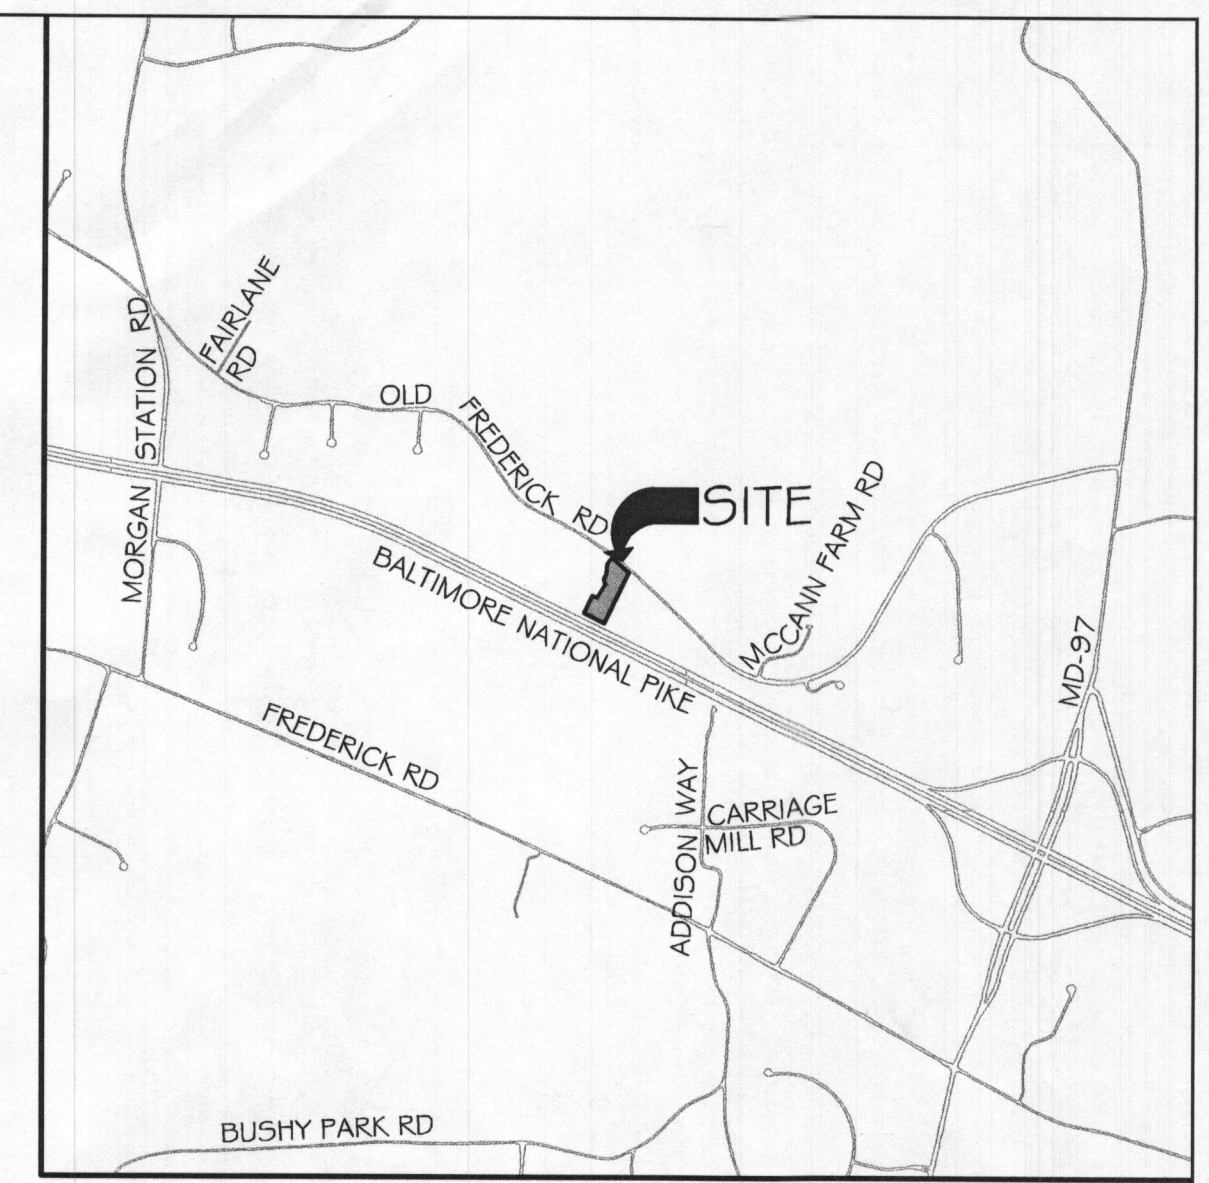 FAIRLANE
RD
MORGAN STATION RD
OLD FREDERICK RD
SITE
MCCANN FARM RD
BALTIMORE NATIONAL PIKE
MD-97
FREDERICK RD
ADDISON WAY
CARRIAGE
MILL RD
BUSHY PARK RD